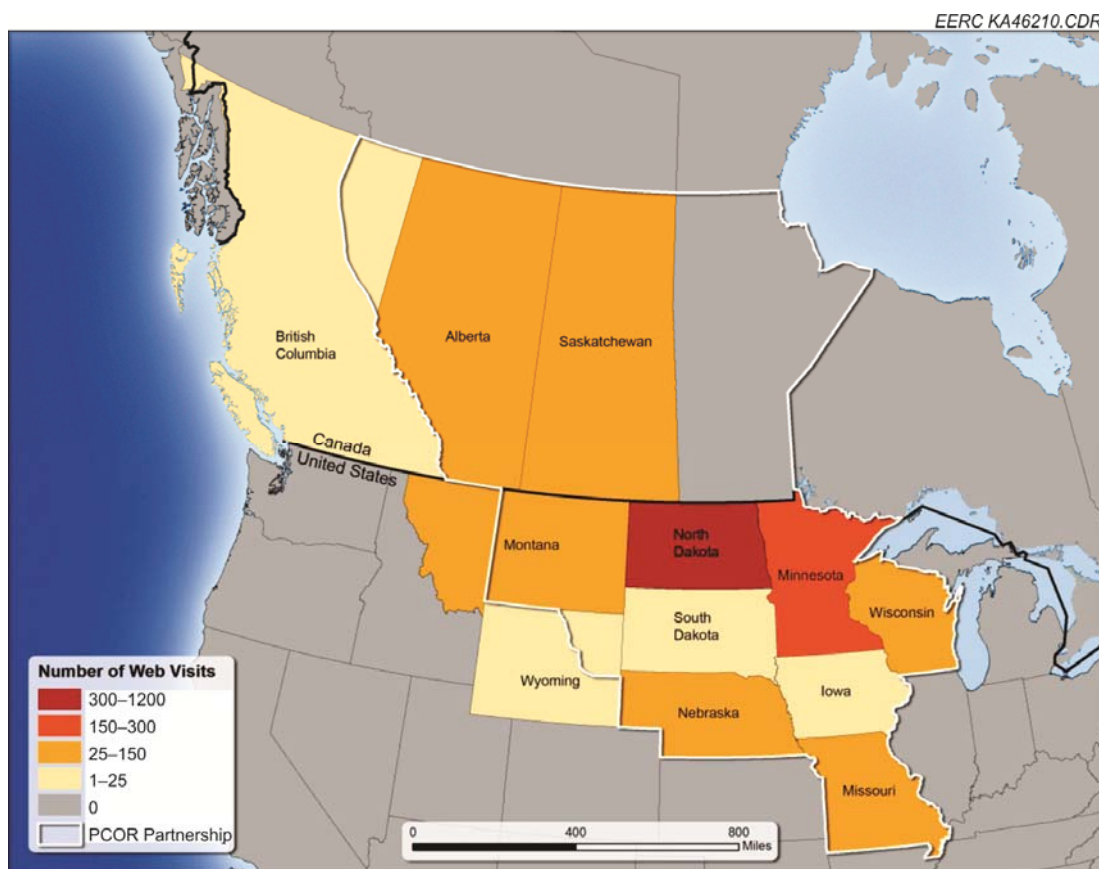 EERC KA46210.CDR
British
Columbia
Alberta
Saskatchewan
Canada
United States
Montana
North
Dakota
Minnesota
South
Dakota
Wisconsin
Wyoming
Iowa
Nebraska
Missouri
Number of Web Visits
300–1200
150–300
25–150
1–25
0
PCOR Partnership
0 400 800
Miles